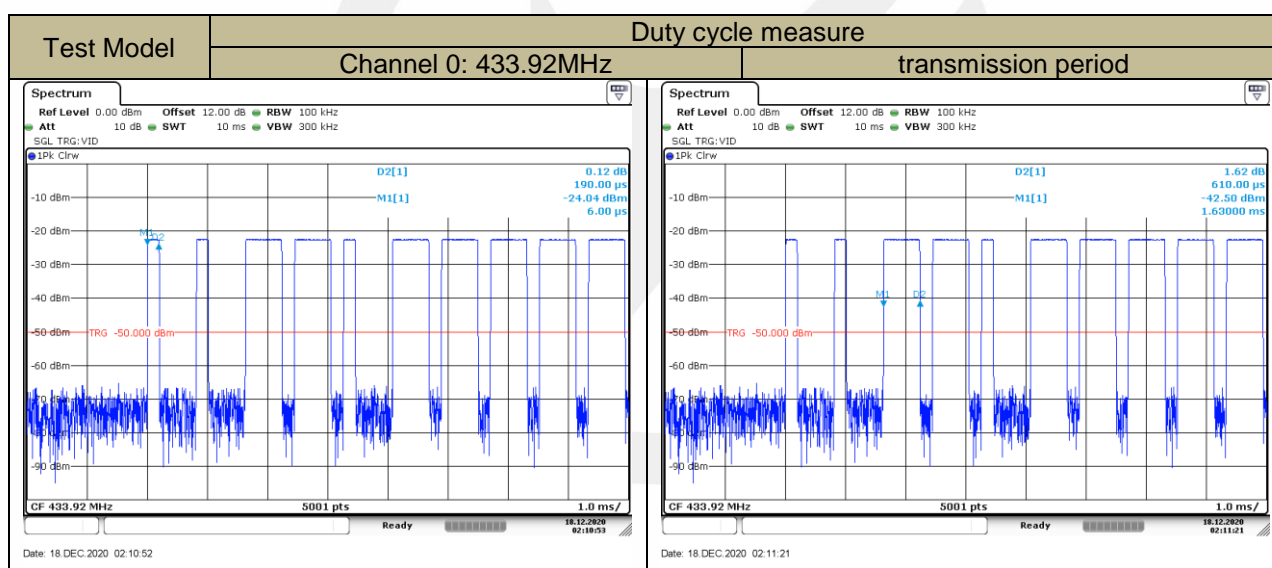 Test Model
Duty cycle measure
Channel 0: 433.92MHz
transmission period
Spectrum
Ref Level 0.00 dBm Offset 12.00 dB RBW 100 kHz
Att 10 dB SWT 10 ms VBW 300 kHz
SGL TRG:VID
1Pk Clrw
D2[1] 0.12 dB
190.00 µs
M1[1] -24.04 dBm
6.00 µs
-10 dBm
-20 dBm
M1 D2
-30 dBm
-40 dBm
-50 dBm TRG -50.000 dBm
-60 dBm
-90 dBm
CF 433.92 MHz 5001 pts 1.0 ms/
Ready 18.12.2020
02:10:53
Date: 18.DEC.2020 02:10:52
Spectrum
Ref Level 0.00 dBm Offset 12.00 dB RBW 100 kHz
Att 10 dB SWT 10 ms VBW 300 kHz
SGL TRG:VID
1Pk Clrw
D2[1] 1.62 dB
610.00 µs
M1[1] -42.50 dBm
1.63000 ms
-10 dBm
-20 dBm
-30 dBm
-40 dBm
M1 D2
-50 dBm TRG -50.000 dBm
-60 dBm
-90 dBm
CF 433.92 MHz 5001 pts 1.0 ms/
Ready 18.12.2020
02:11:21
Date: 18.DEC.2020 02:11:21